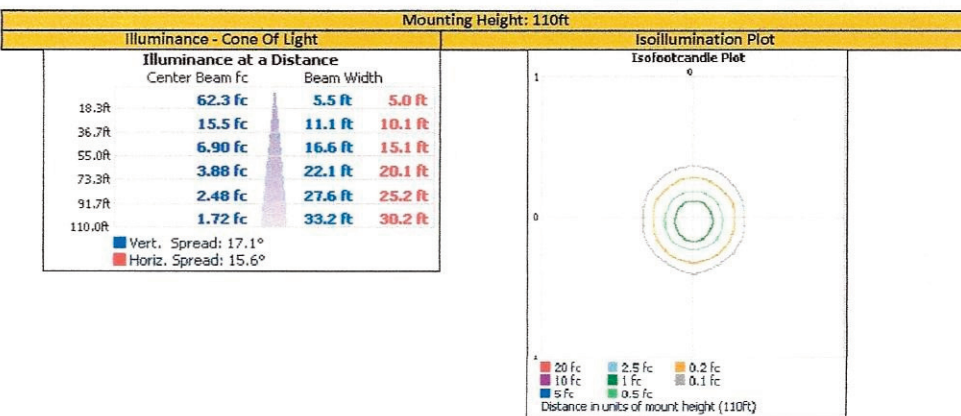 Mounting Height: 110ft
Illuminance - Cone Of Light
Isoillumination Plot
Illuminance at a Distance
Center Beam fc Beam Width
18.3ft 62.3 fc 5.5 ft 5.0 ft
36.7ft 15.5 fc 11.1 ft 10.1 ft
55.0ft 6.90 fc 16.6 ft 15.1 ft
73.3ft 3.88 fc 22.1 ft 20.1 ft
91.7ft 2.48 fc 27.6 ft 25.2 ft
110.0ft 1.72 fc 33.2 ft 30.2 ft
Vert. Spread: 17.1°
Horiz. Spread: 15.6°
Isofootcandle Plot
0
1
0
20 fc 2.5 fc 0.2 fc
10 fc 1 fc 0.1 fc
5 fc 0.5 fc
Distance in units of mount height (110ft)